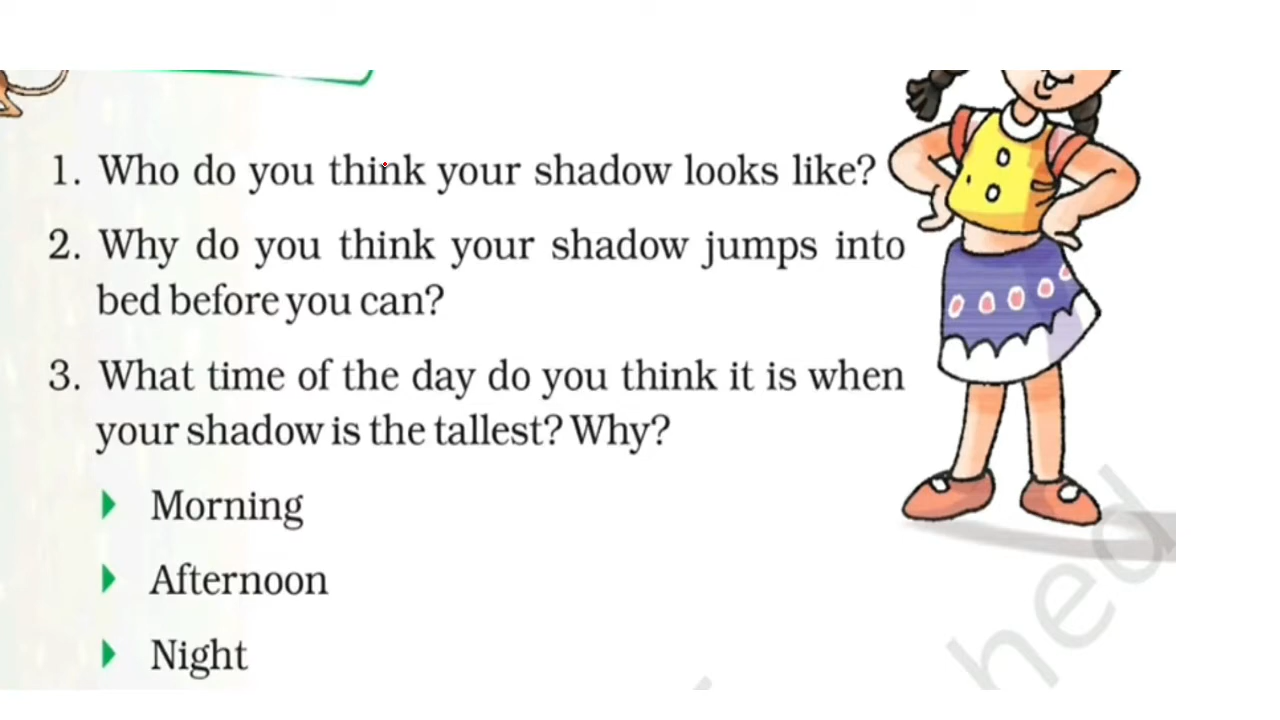 1. Who do you think your shadow looks like?
2. Why do you think your shadow jumps into
bed before you can?
3. What time of the day do you think it is when
your shadow is the tallest? Why?
Morning
Afternoon
Night
hed